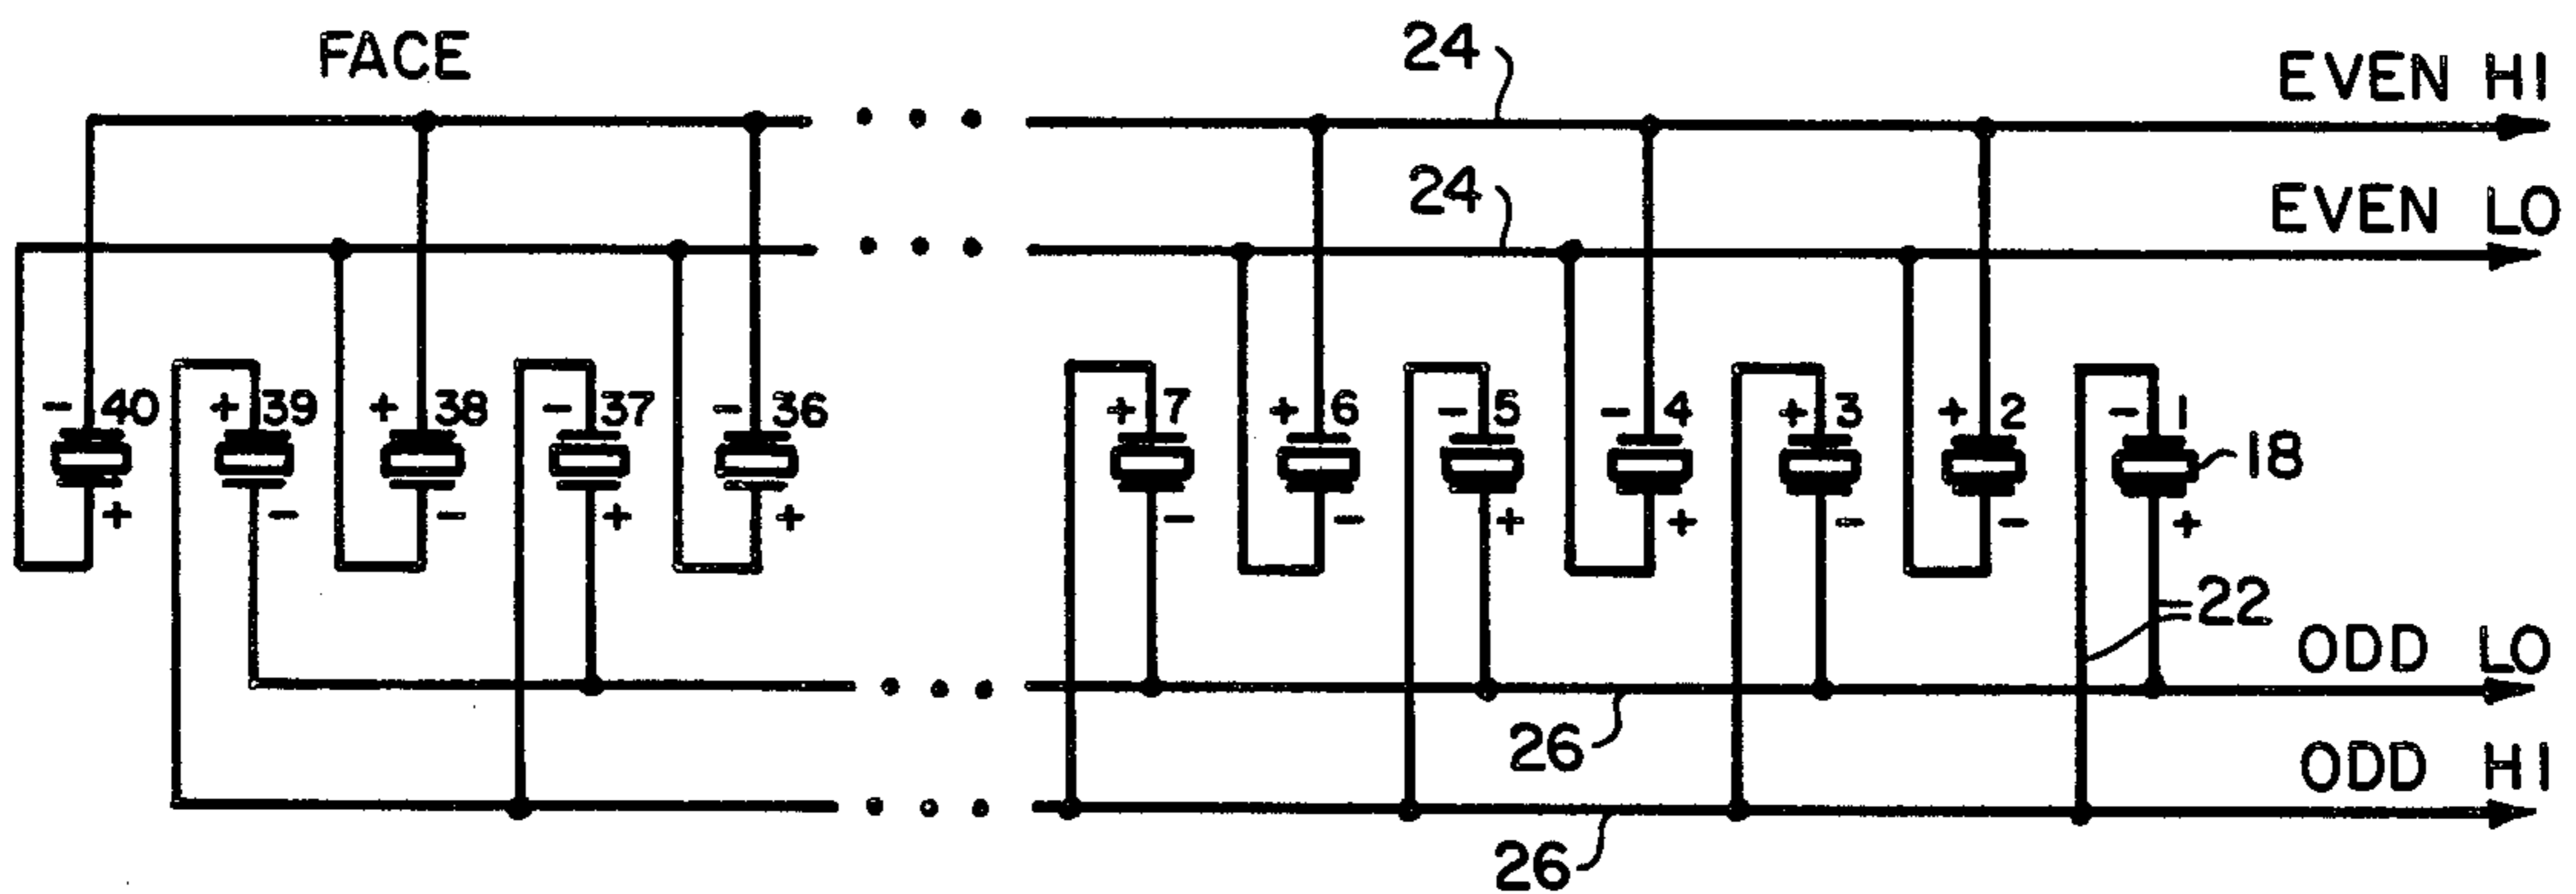 FACE
24
EVEN HI
24
EVEN LO
- 40 + 39 + 38 - 37 - 36 + 7 + 6 - 5 - 4 + 3 + 2 - 1
18
+ - - + + - - + + - - +
22
ODD LO
26
ODD HI
26